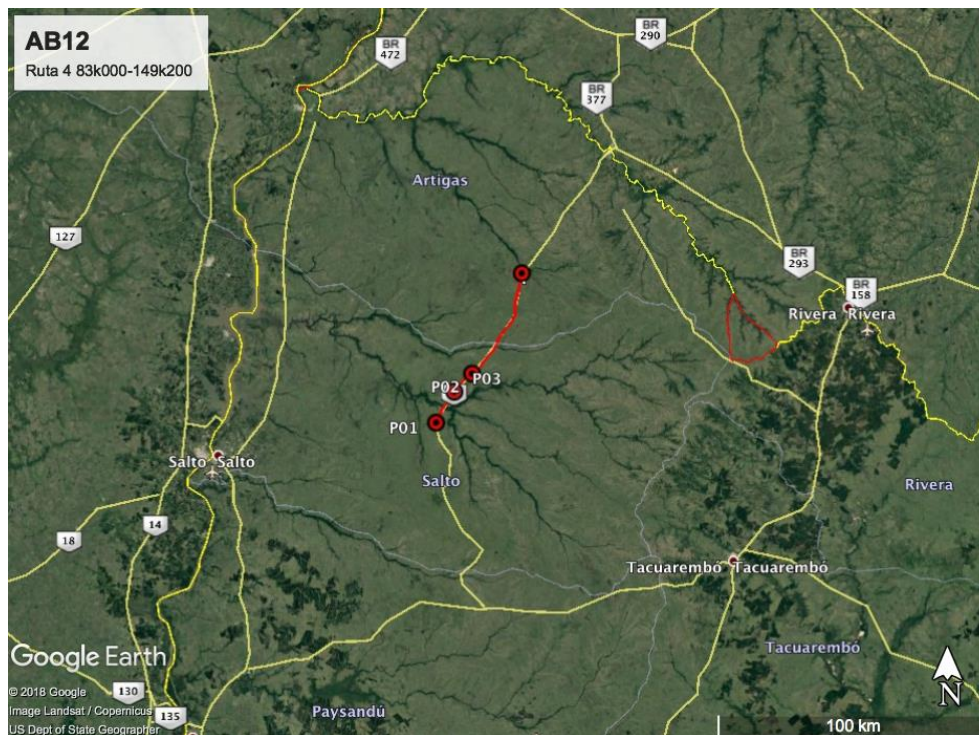 AB12
Ruta 4 83k000-149k200
BR
290
BR
472
BR
377
Artigas
127
BR
293
BR
158
Rivera Rivera
P03
P02
P01
Salto Salto
Salto
Rivera
14
18
Tacuarembó Tacuarembó
Tacuarembó
Google Earth
130
135
Paysandú
© 2018 Google
Image Landsat / Copernicus
US Dept of State Geographer
N
100 km